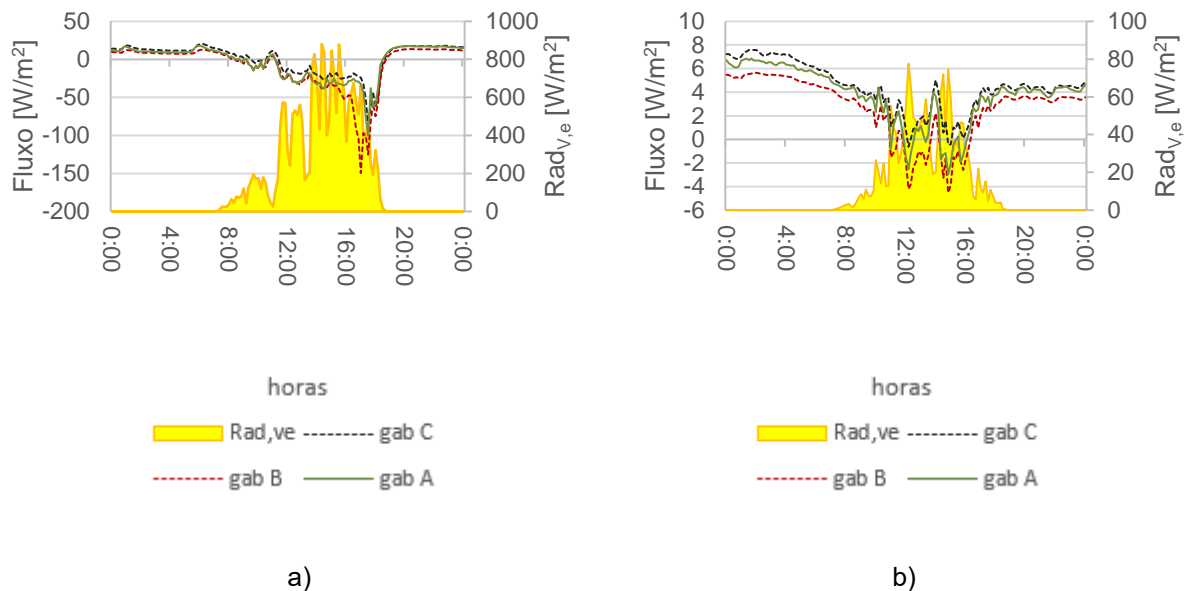 50
0
-50
-100
-150
-200
Fluxo [W/m²]
1000
800
600
400
200
0
Rad_V,e [W/m²]
0:00
4:00
8:00
12:00
16:00
20:00
0:00
horas
Rad,ve
gab C
gab B
gab A
a)
10
8
6
4
2
0
-2
-4
-6
Fluxo [W/m²]
100
80
60
40
20
0
Rad_V,e [W/m²]
0:00
4:00
8:00
12:00
16:00
20:00
0:00
horas
Rad,ve
gab C
gab B
gab A
b)